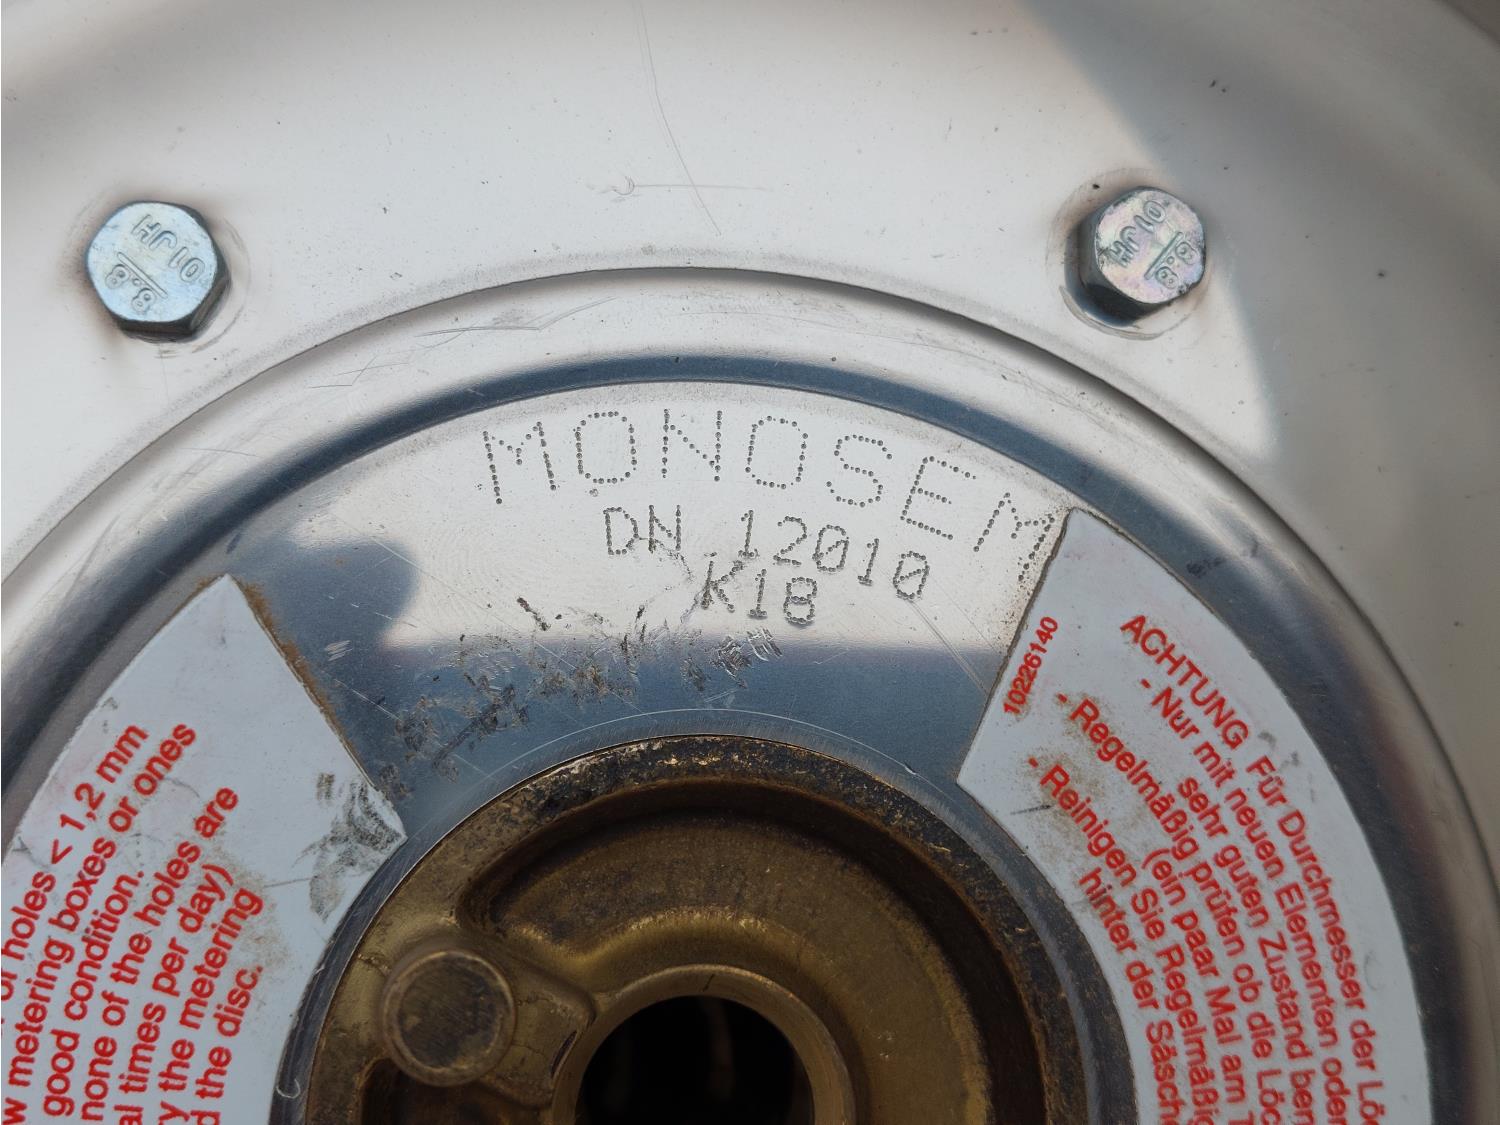 01JH
8.8
01JH
8.8
MONOSEM
DN 12010
K18
holes < 1,2 mm
metering boxes or ones
good condition.
none of the holes are
times per day)
the metering
the disc.
10226140
ACHTUNG Für Durchmesser der
- Nur mit neuen Elementen oder
sehr guten Zustand
- Regelmäßig prüfen ob die
(ein paar Mal am
- Reinigen Sie
hinter der